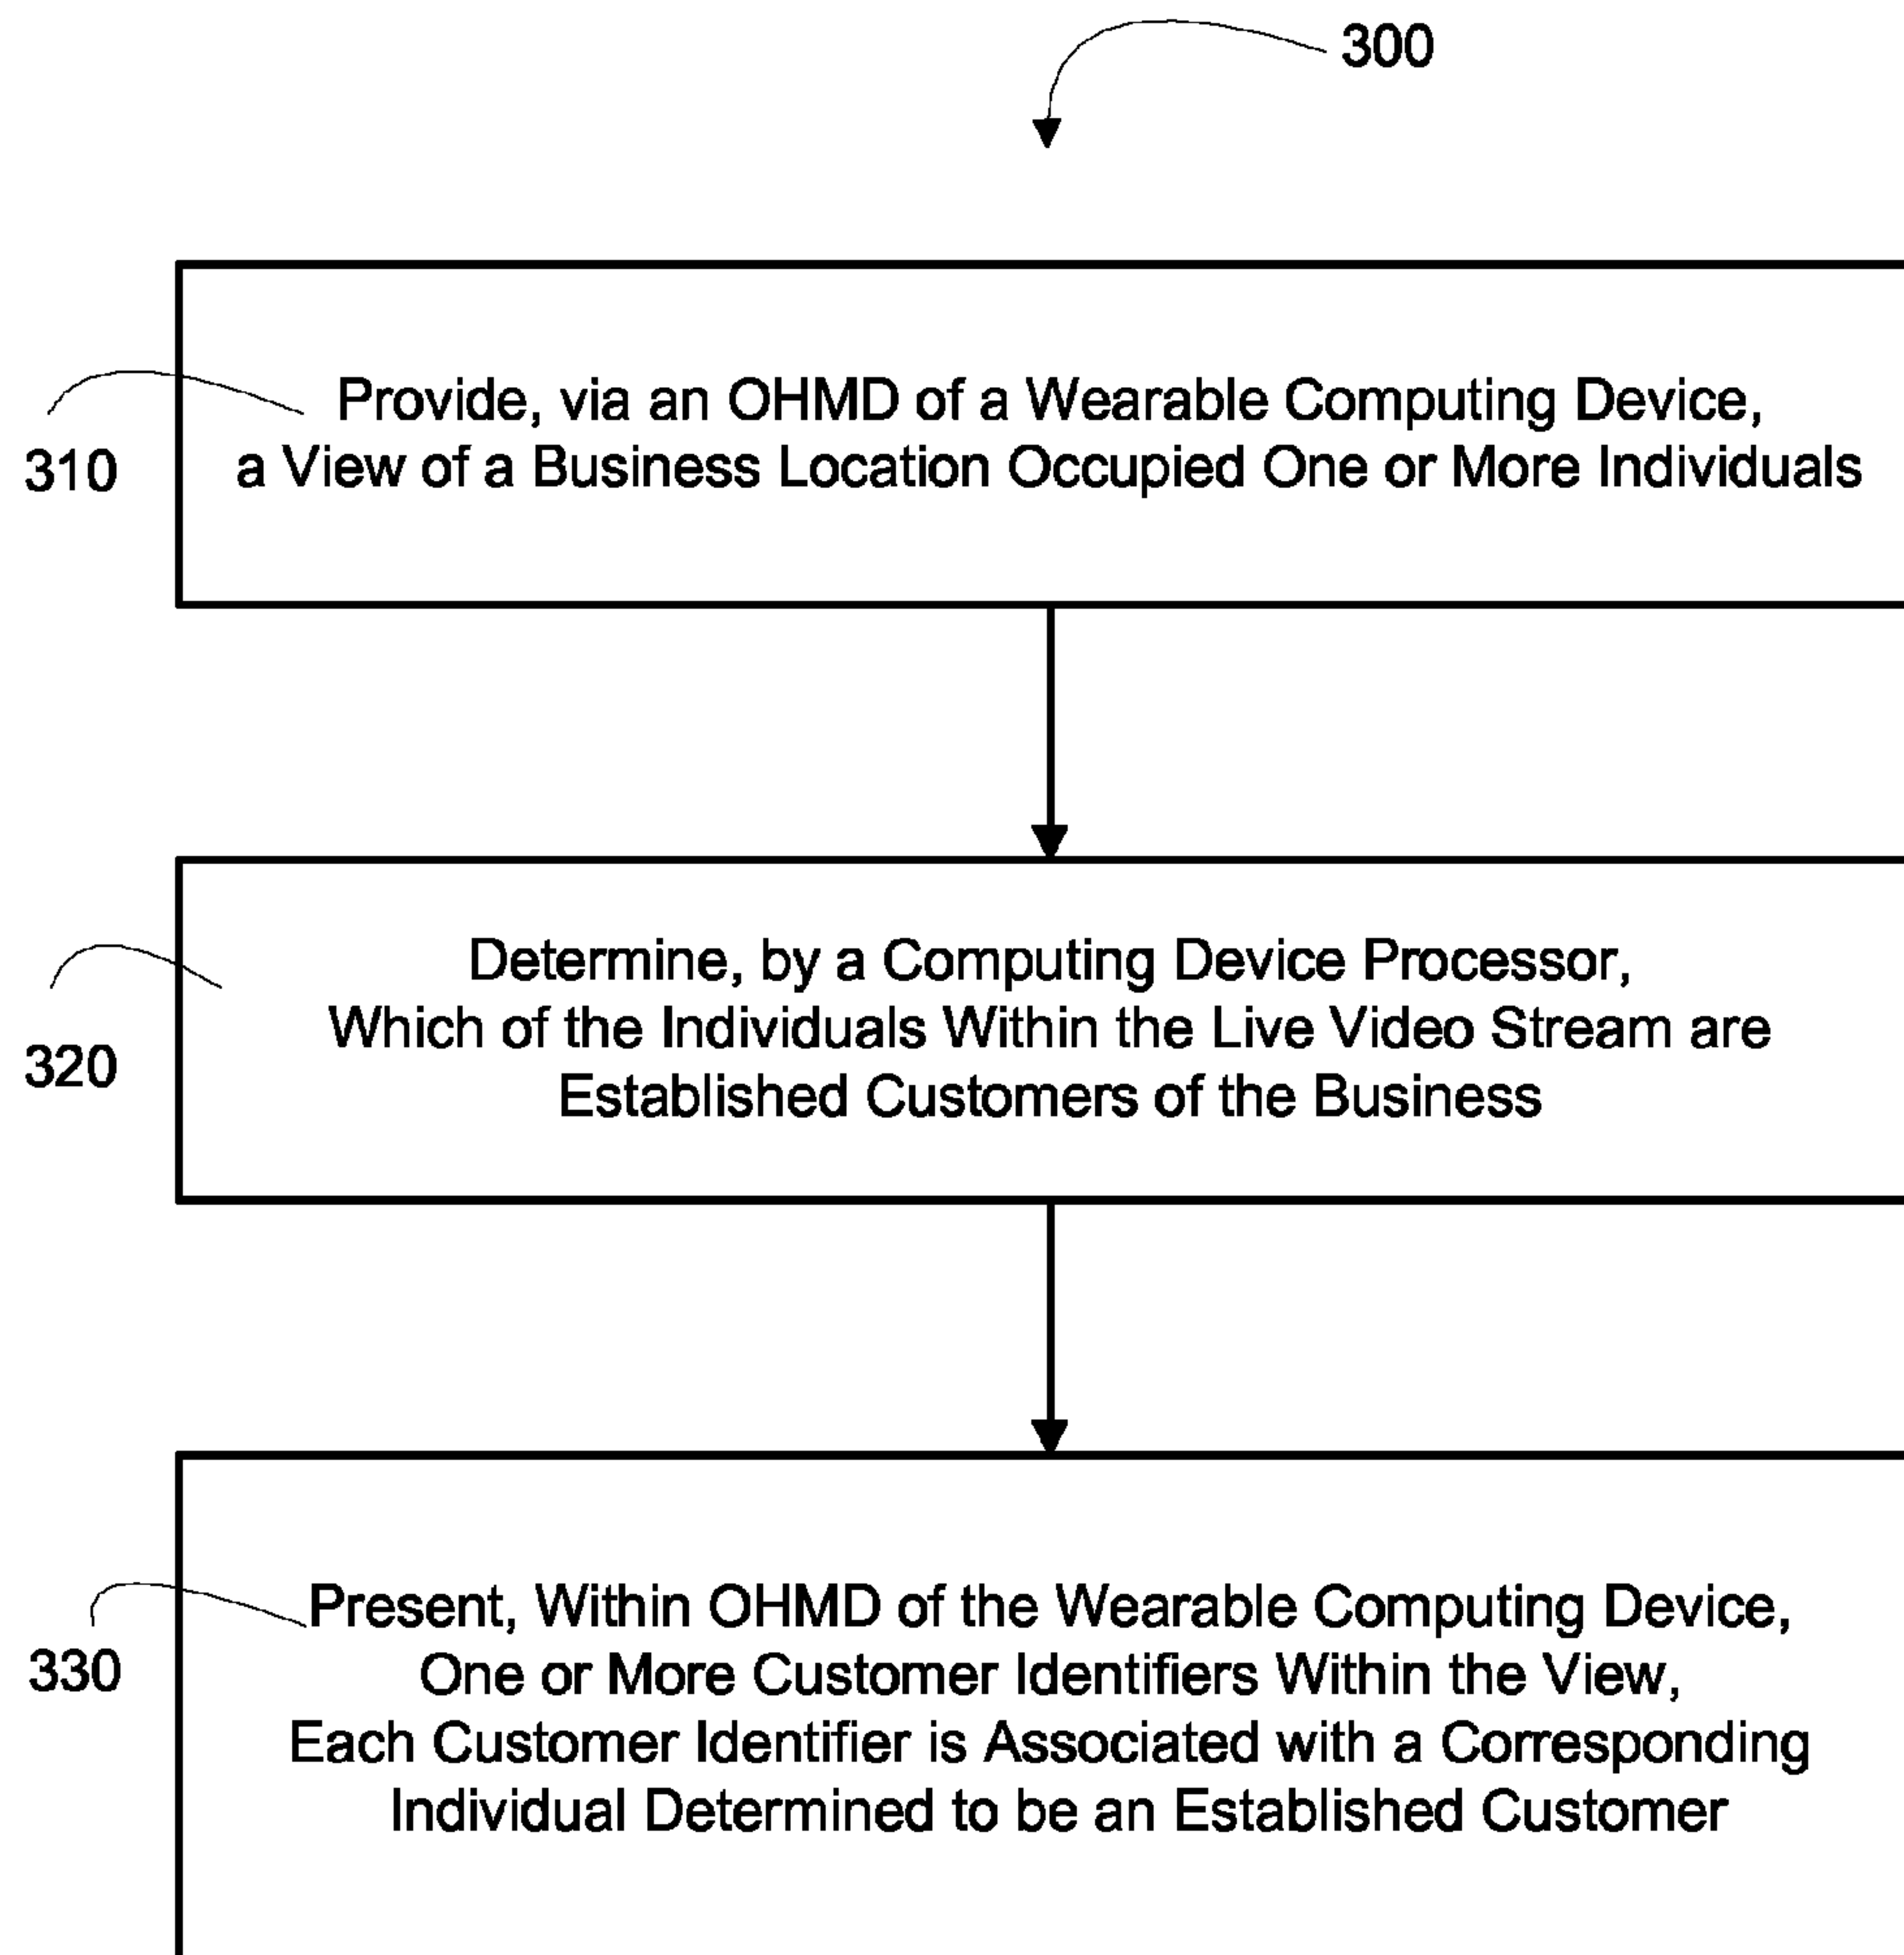 300
Provide, via an OHMD of a Wearable Computing Device,
a View of a Business Location Occupied One or More Individuals
310
Determine, by a Computing Device Processor,
Which of the Individuals Within the Live Video Stream are
Established Customers of the Business
320
Present, Within OHMD of the Wearable Computing Device,
One or More Customer Identifiers Within the View,
Each Customer Identifier is Associated with a Corresponding
Individual Determined to be an Established Customer
330